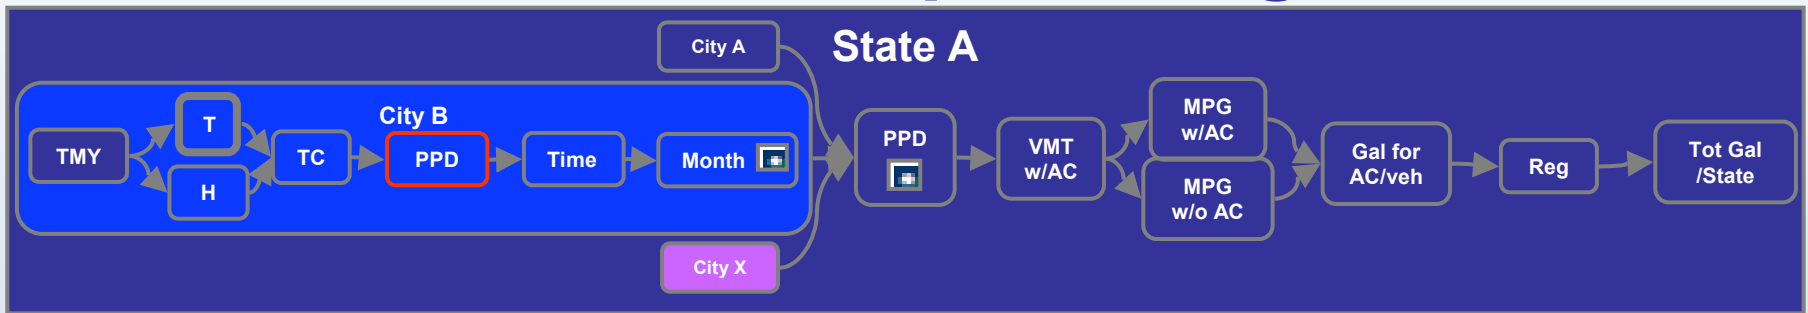 State A
City A
City B
TMY
T
H
TC
PPD
Time
Month
City X
PPD
VMT
w/AC
MPG
w/AC
MPG
w/o AC
Gal for
AC/veh
Reg
Tot Gal
/State